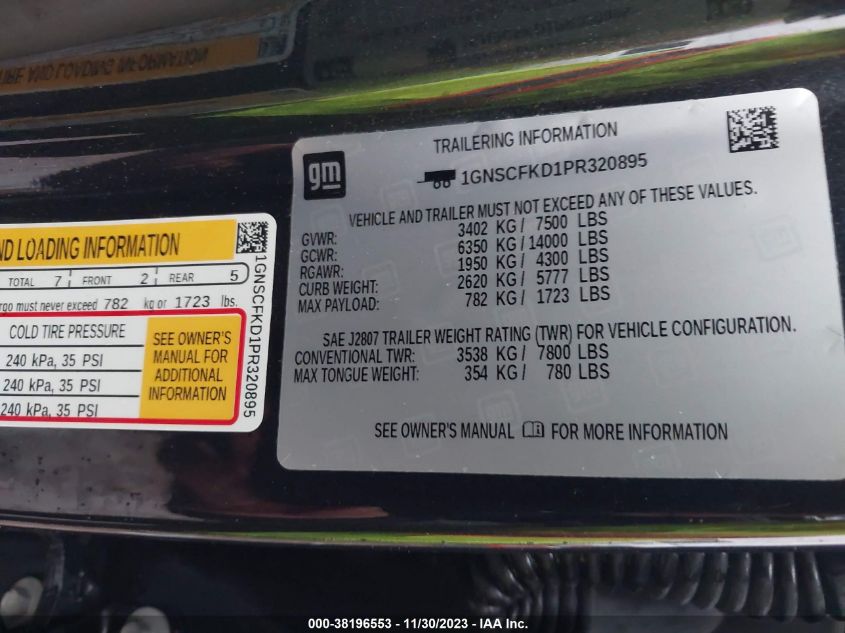 TRAILERING INFORMATION
gm
1GNSCFKD1PR320895
VEHICLE AND TRAILER MUST NOT EXCEED ANY OF THESE VALUES.
GVWR: 3402 KG/ 7500 LBS
GCWR: 6350 KG/ 14000 LBS
RGAWR: 1950 KG/ 4300 LBS
CURB WEIGHT: 2620 KG/ 5777 LBS
MAX PAYLOAD: 782 KG/ 1723 LBS
SAE J2807 TRAILER WEIGHT RATING (TWR) FOR VEHICLE CONFIGURATION.
CONVENTIONAL TWR: 3538 KG/ 7800 LBS
MAX TONGUE WEIGHT: 354 KG/ 780 LBS
SEE OWNER'S MANUAL FOR MORE INFORMATION
LOADING INFORMATION
TOTAL 7 FRONT 2 REAR 5
must never exceed 782 kg or 1723 lbs.
COLD TIRE PRESSURE
240 kPa, 35 PSI
240 kPa, 35 PSI
240 kPa, 35 PSI
SEE OWNER'S
MANUAL FOR
ADDITIONAL
INFORMATION
1GNSCFKD1PR320895
000-38196553 - 11/30/2023 - IAA Inc.